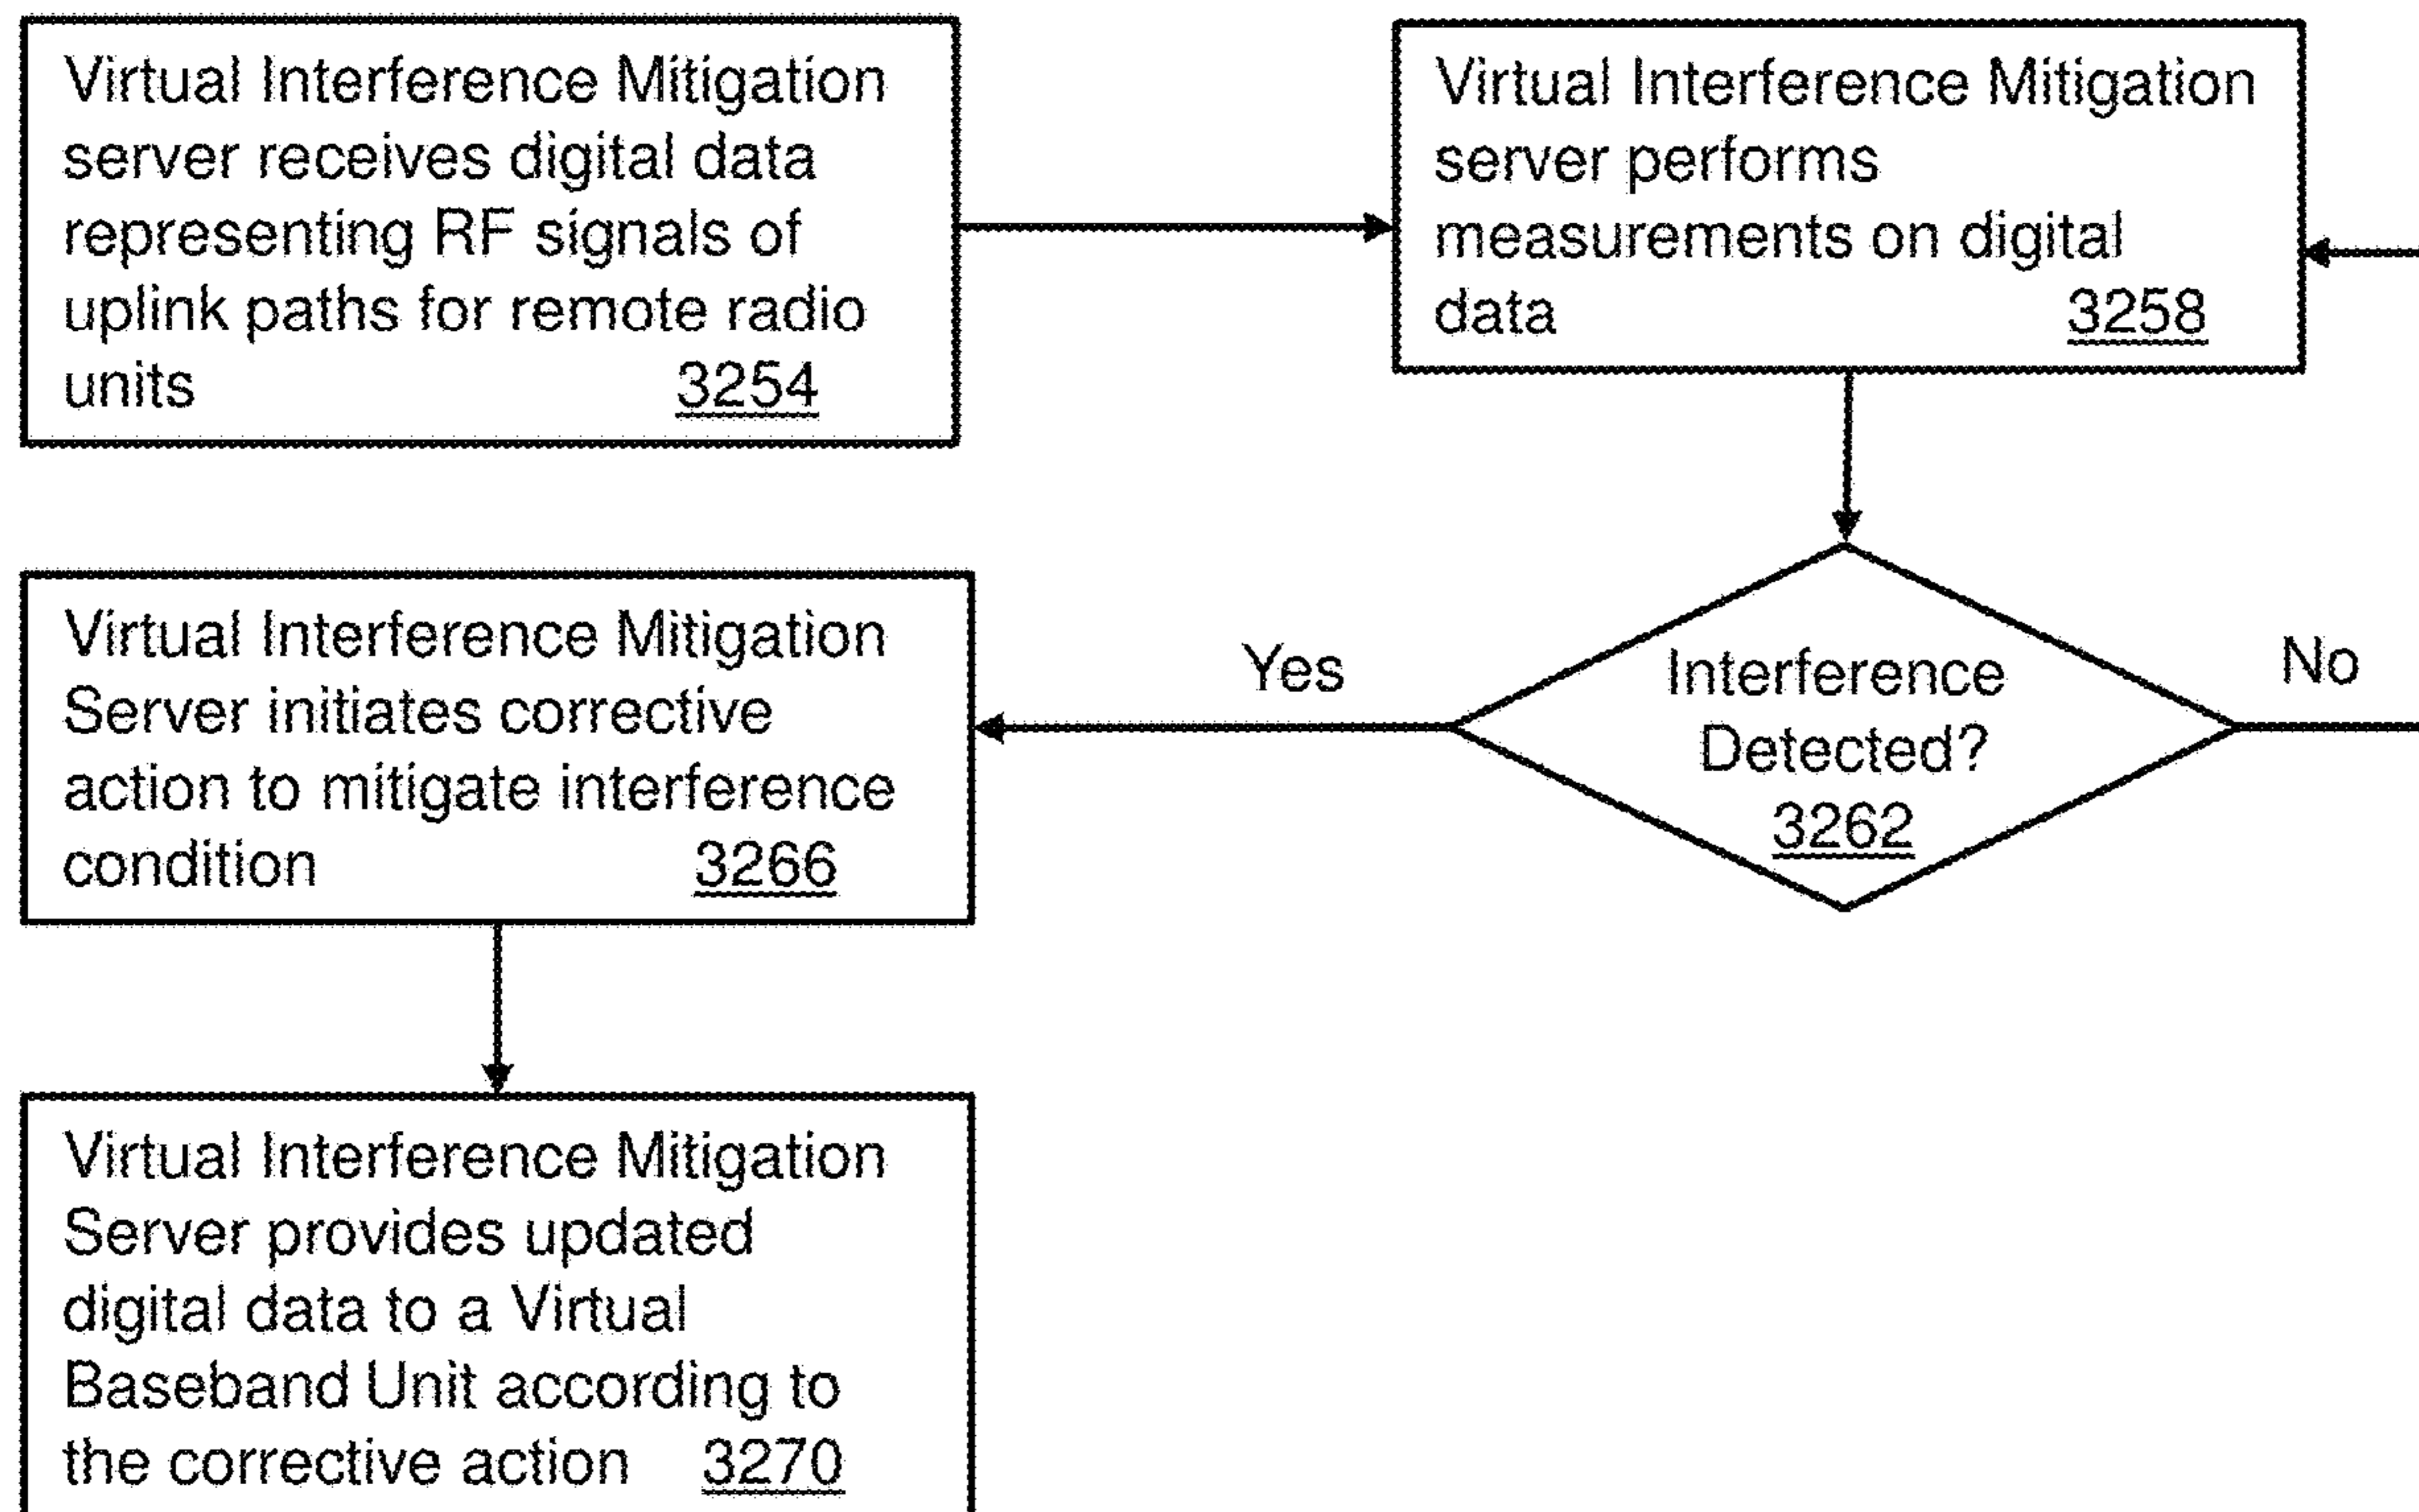 Virtual Interference Mitigation
server receives digital data
representing RF signals of
uplink paths for remote radio
units 3254
Virtual Interference Mitigation
server performs
measurements on digital
data 3258
Interference
Detected?
3262
Yes
No
Virtual Interference Mitigation
Server initiates corrective
action to mitigate interference
condition 3266
Virtual Interference Mitigation
Server provides updated
digital data to a Virtual
Baseband Unit according to
the corrective action 3270